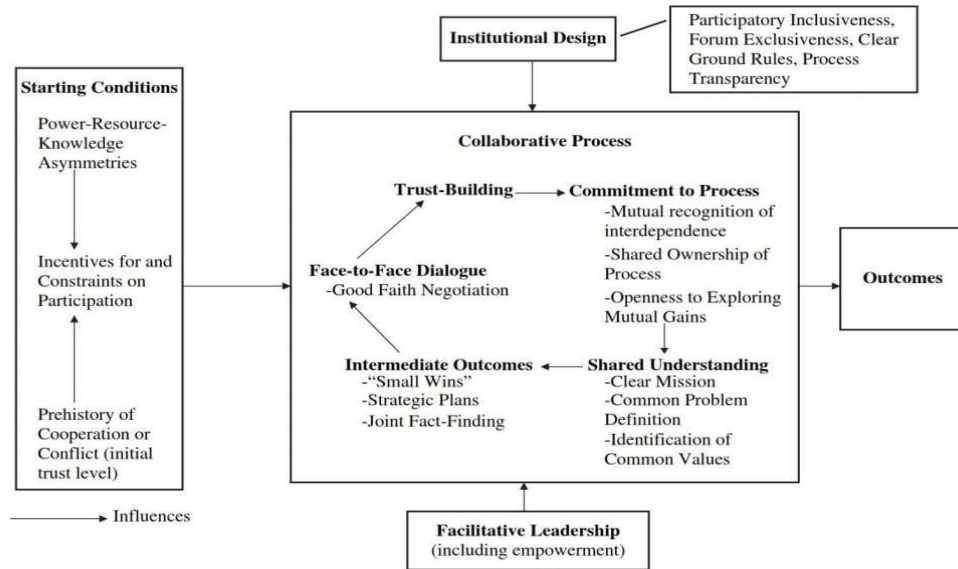 Institutional Design
Participatory Inclusiveness,
Forum Exclusiveness, Clear
Ground Rules, Process
Transparency
Starting Conditions
Power-Resource-
Knowledge
Asymmetries
Incentives for and
Constraints on
Participation
Prehistory of
Cooperation or
Conflict (initial
trust level)
Collaborative Process
Trust-Building
Commitment to Process
-Mutual recognition of
interdependence
-Shared Ownership of
Process
-Openness to Exploring
Mutual Gains
Face-to-Face Dialogue
-Good Faith Negotiation
Intermediate Outcomes
-“Small Wins”
-Strategic Plans
-Joint Fact-Finding
Shared Understanding
-Clear Mission
-Common Problem
Definition
-Identification of
Common Values
Outcomes
Influences
Facilitative Leadership
(including empowerment)